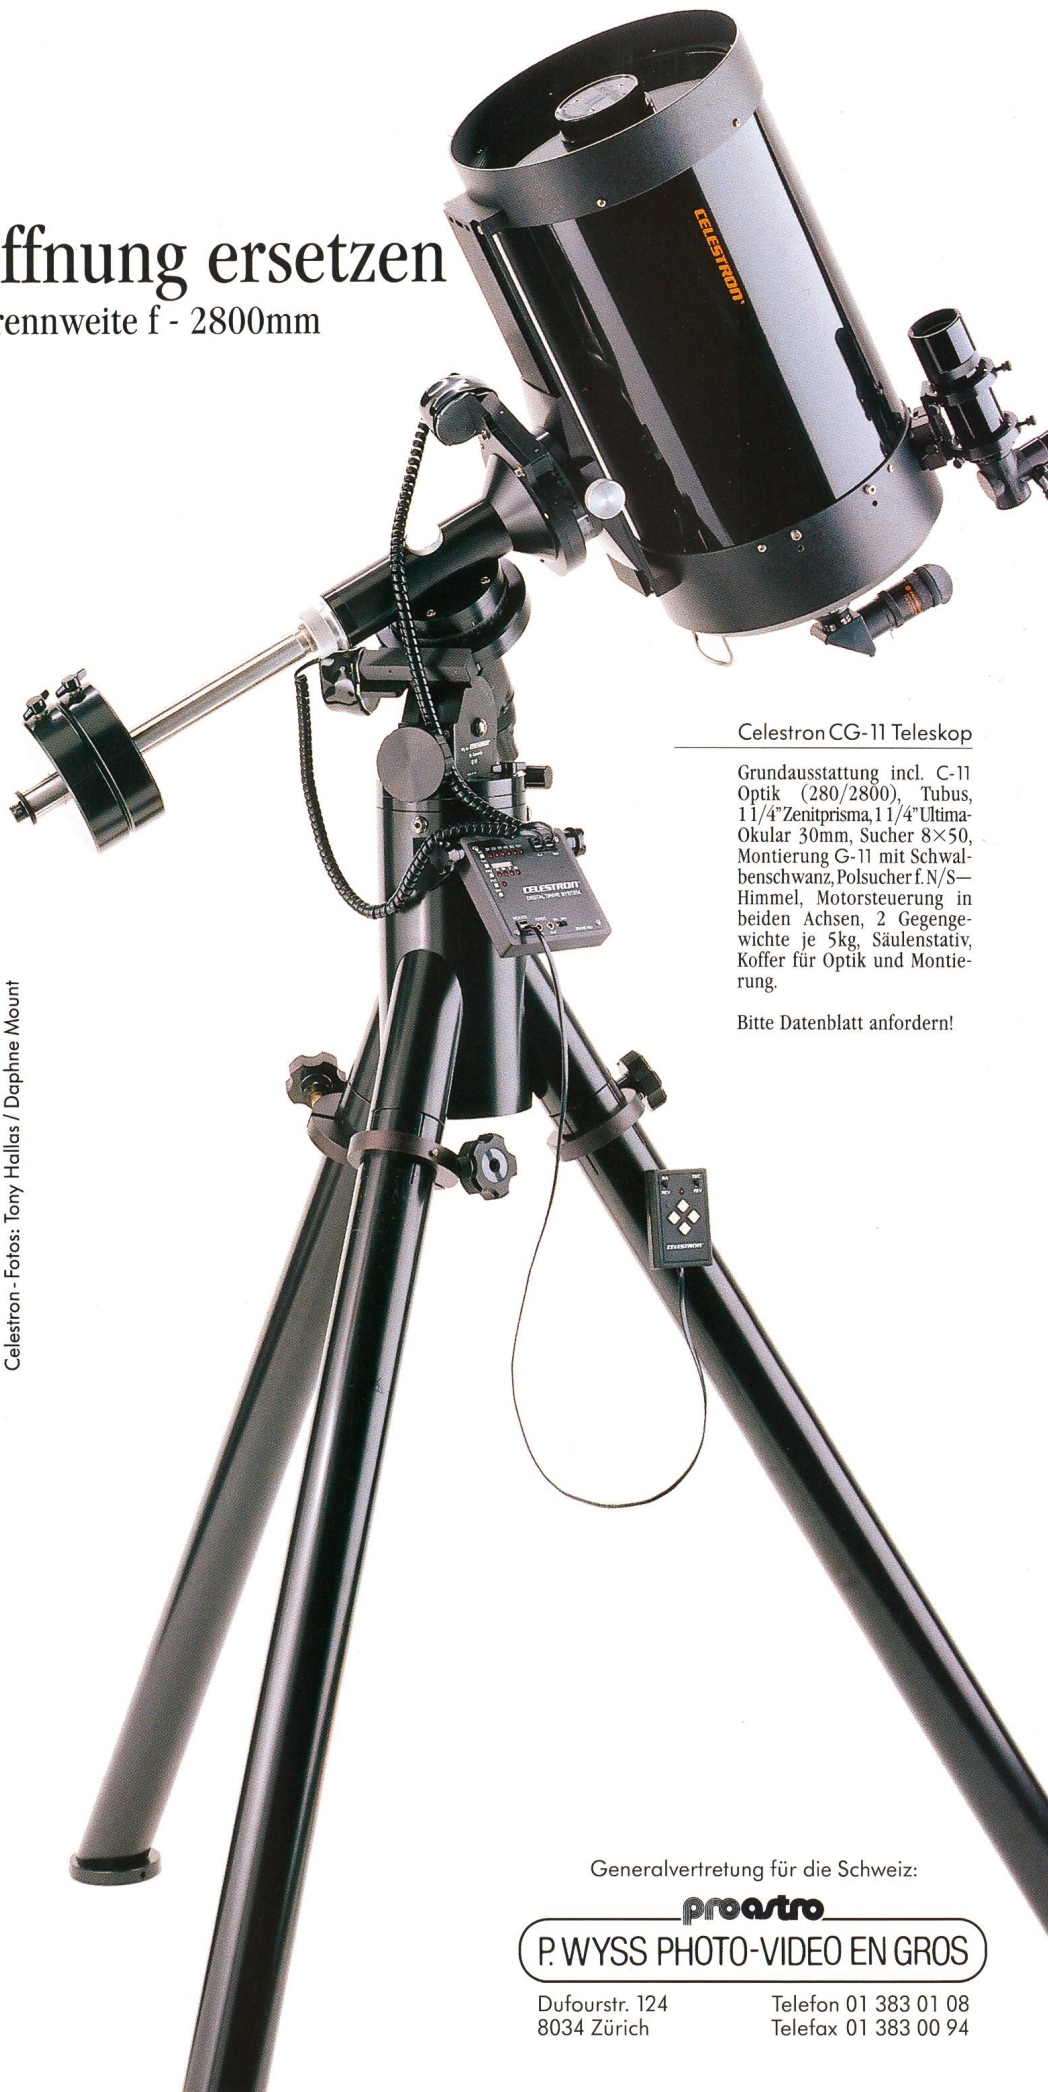 ffnung ersetzen
rennweite f - 2800mm
CELESTRON
Celestron CG-11 Teleskop
Grundausstattung incl. C-11
Optik (280/2800), Tubus,
1 1/4" Zenitprisma, 1 1/4" Ultima-
Okular 30mm, Sucher 8×50,
Montierung G-11 mit Schwal-
benschwanz, Polsucher f. N/S—
Himmel, Motorsteuerung in
beiden Achsen, 2 Gegenge-
wichte je 5kg, Säulenstativ,
Koffer für Optik und Montie-
rung.
Bitte Datenblatt anfordern!
CELESTRON
DIGITAL DRIVE SYSTEM
RA DEC
REV REV
CELESTRON
Celestron - Fotos: Tony Hallas / Daphne Mount
Generalvertretung für die Schweiz:
proastro
P. WYSS PHOTO-VIDEO EN GROS
Dufourstr. 124
8034 Zürich
Telefon 01 383 01 08
Telefax 01 383 00 94